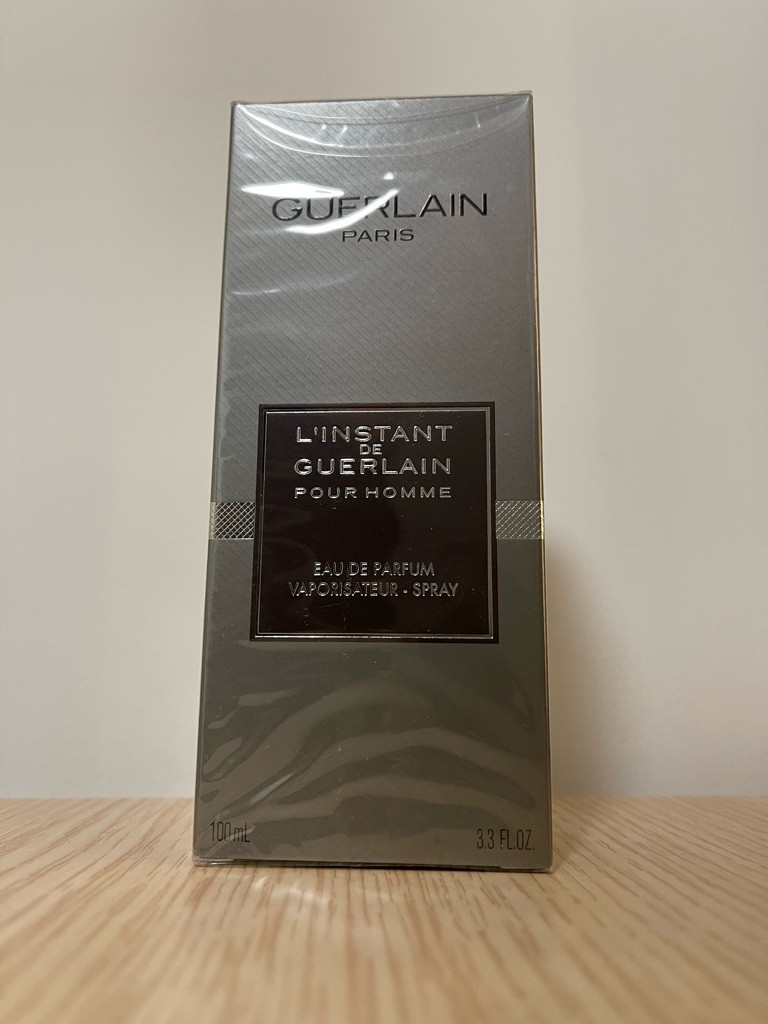 GUERLAIN
PARIS
L'INSTANT
DE
GUERLAIN
POUR HOMME
EAU DE PARFUM
VAPORISATEUR - SPRAY
100 mL
3.3 FL.OZ.